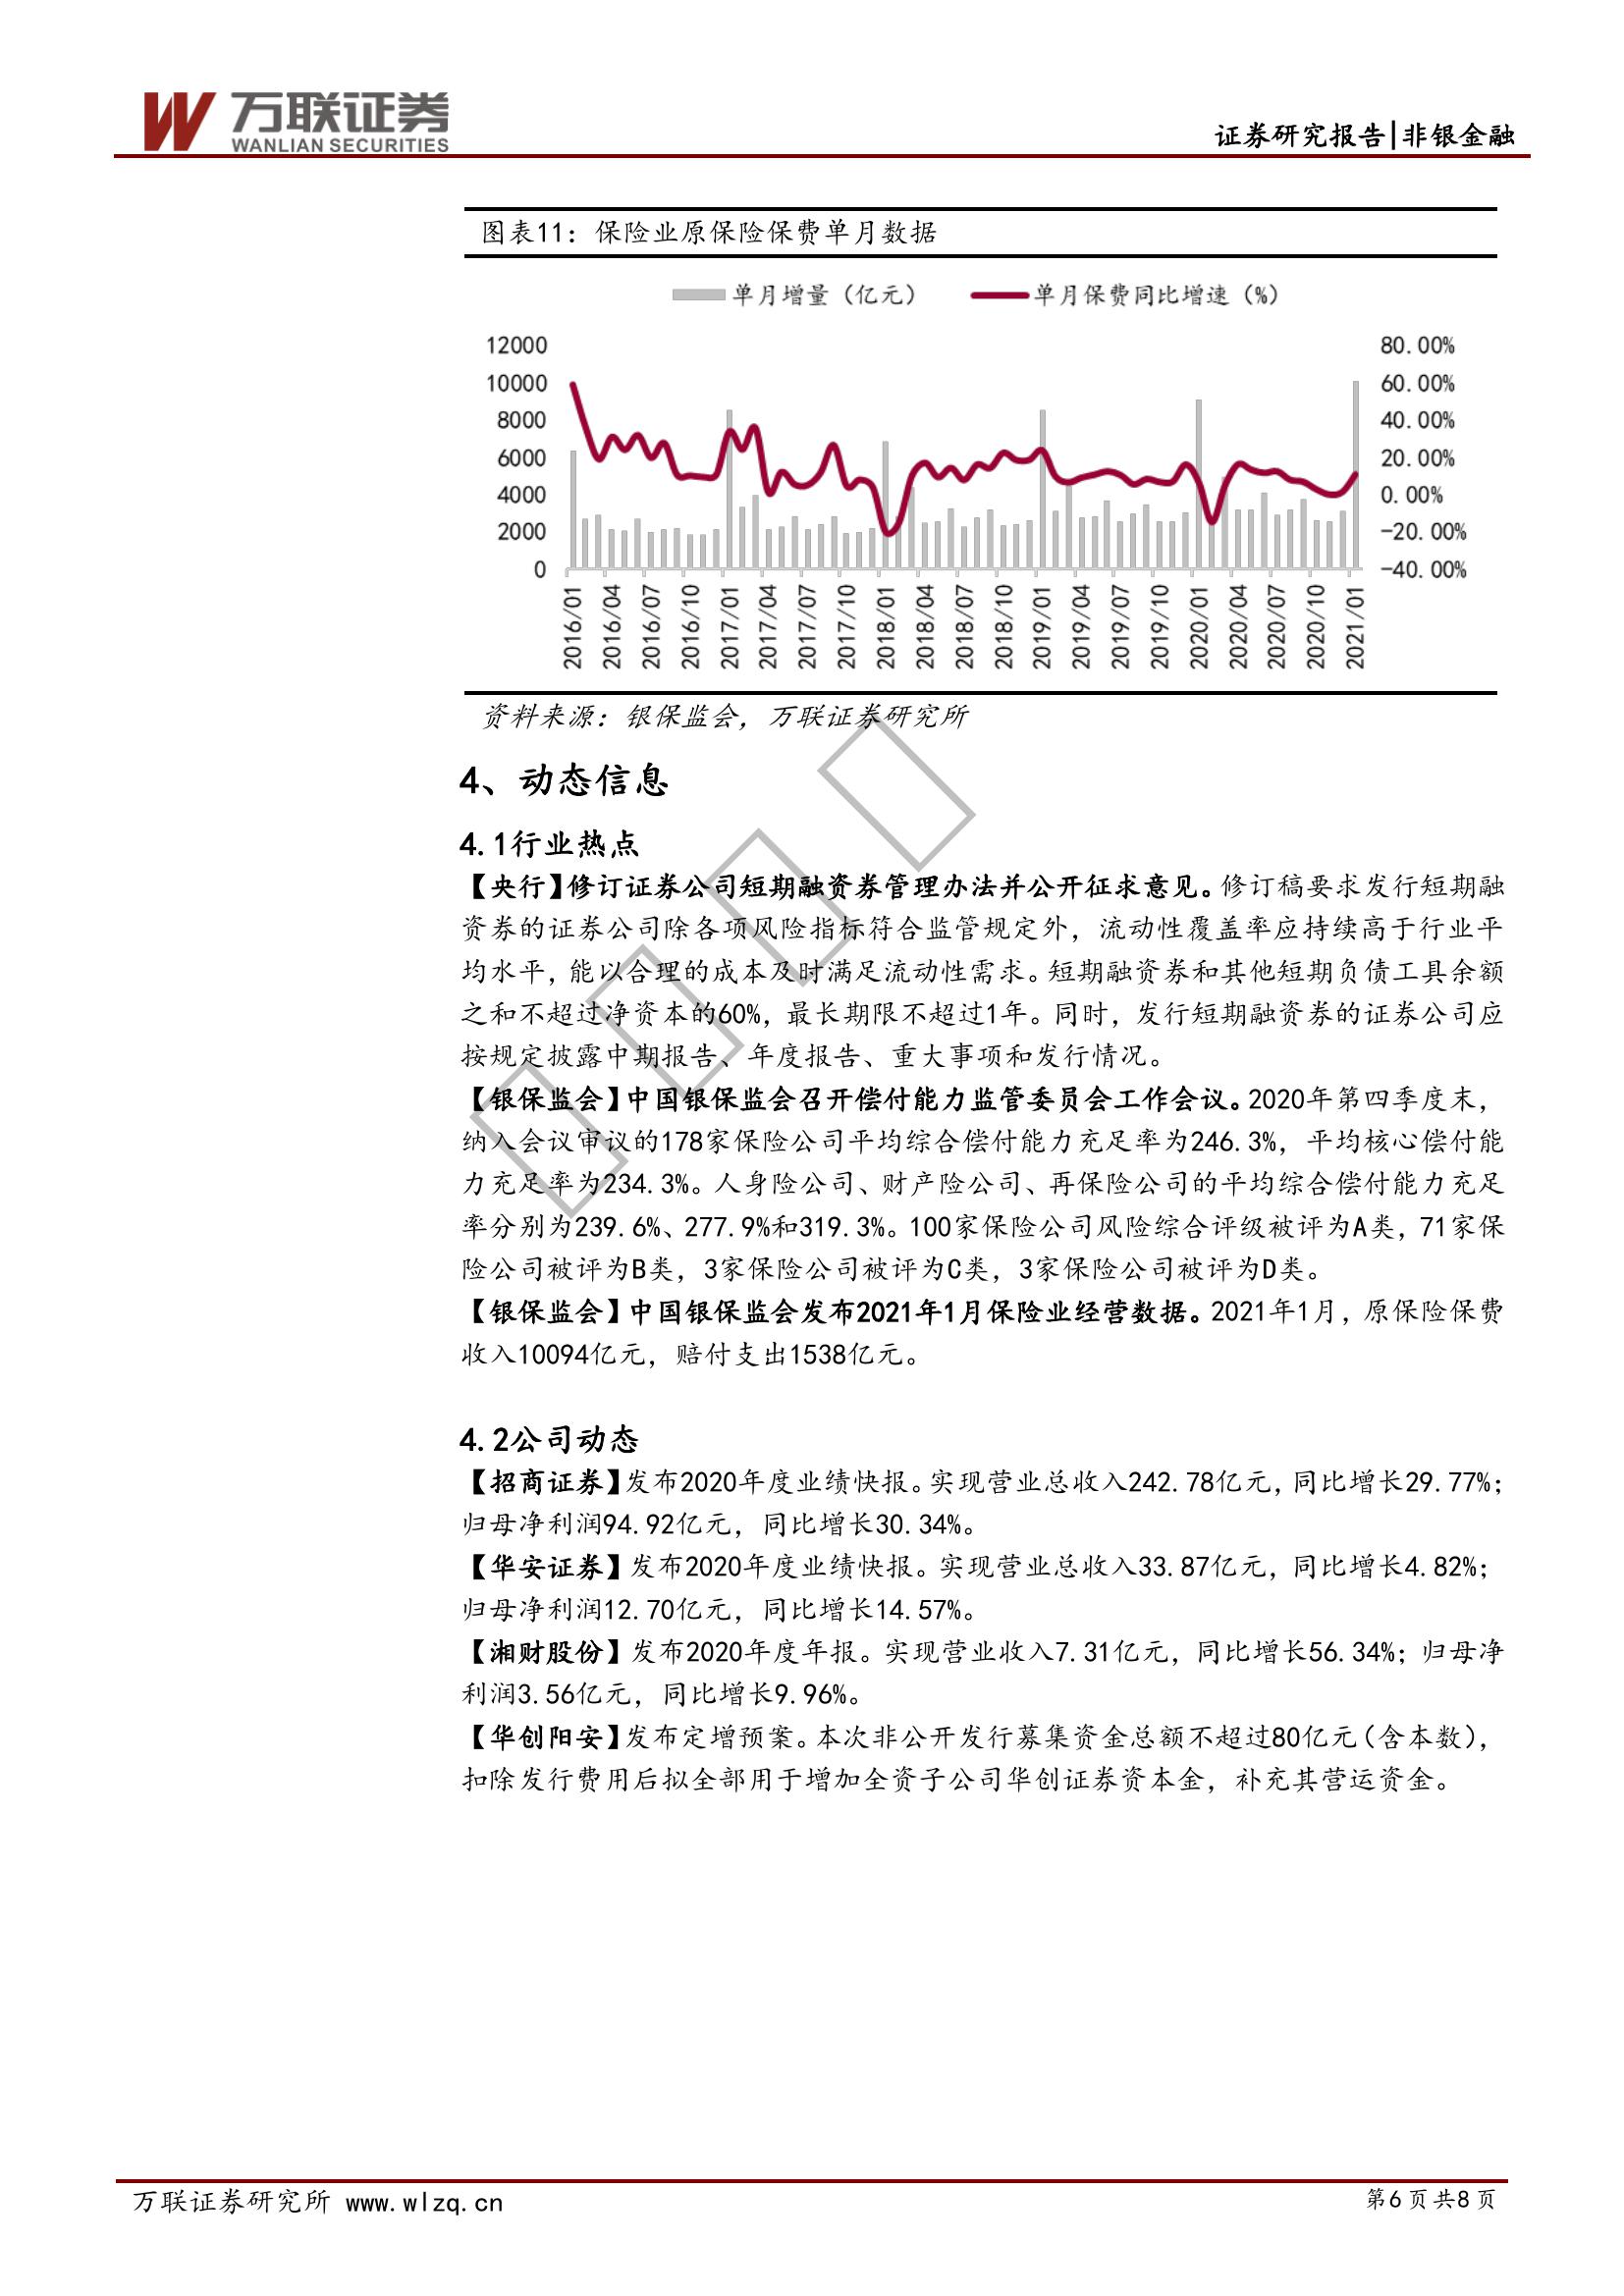 万联证券
WANLIAN SECURITIES
证券研究报告|非银金融
图表11：保险业原保险保费单月数据
单月增量（亿元）
单月保费同比增速（%）
12000
10000
8000
6000
4000
2000
0
80.00%
60.00%
40.00%
20.00%
0.00%
-20.00%
-40.00%
2016/01
2016/04
2016/07
2016/10
2017/01
2017/04
2017/07
2017/10
2018/01
2018/04
2018/07
2018/10
2019/01
2019/04
2019/07
2019/10
2020/01
2020/04
2020/07
2020/10
2021/01
资料来源：银保监会，万联证券研究所
4、动态信息
4.1行业热点
【央行】修订证券公司短期融资券管理办法并公开征求意见。修订稿要求发行短期融
资券的证券公司除各项风险指标符合监管规定外，流动性覆盖率应持续高于行业平
均水平，能以合理的成本及时满足流动性需求。短期融资券和其他短期负债工具余额
之和不超过净资本的60%，最长期限不超过1年。同时，发行短期融资券的证券公司应
按规定披露中期报告、年度报告、重大事项和发行情况。
【银保监会】中国银保监会召开偿付能力监管委员会工作会议。2020年第四季度末，
纳入会议审议的178家保险公司平均综合偿付能力充足率为246.3%，平均核心偿付能
力充足率为234.3%。人身险公司、财产险公司、再保险公司的平均综合偿付能力充足
率分别为239.6%、277.9%和319.3%。100家保险公司风险综合评级被评为A类，71家保
险公司被评为B类，3家保险公司被评为C类，3家保险公司被评为D类。
【银保监会】中国银保监会发布2021年1月保险业经营数据。2021年1月，原保险保费
收入10094亿元，赔付支出1538亿元。
4.2公司动态
【招商证券】发布2020年度业绩快报。实现营业总收入242.78亿元，同比增长29.77%；
归母净利润94.92亿元，同比增长30.34%。
【华安证券】发布2020年度业绩快报。实现营业总收入33.87亿元，同比增长4.82%；
归母净利润12.70亿元，同比增长14.57%。
【湘财股份】发布2020年度年报。实现营业收入7.31亿元，同比增长56.34%；归母净
利润3.56亿元，同比增长9.96%。
【华创阳安】发布定增预案。本次非公开发行募集资金总额不超过80亿元（含本数），
扣除发行费用后拟全部用于增加全资子公司华创证券资本金，补充其营运资金。
万联证券研究所 www.wlzq.cn
第6页共8页